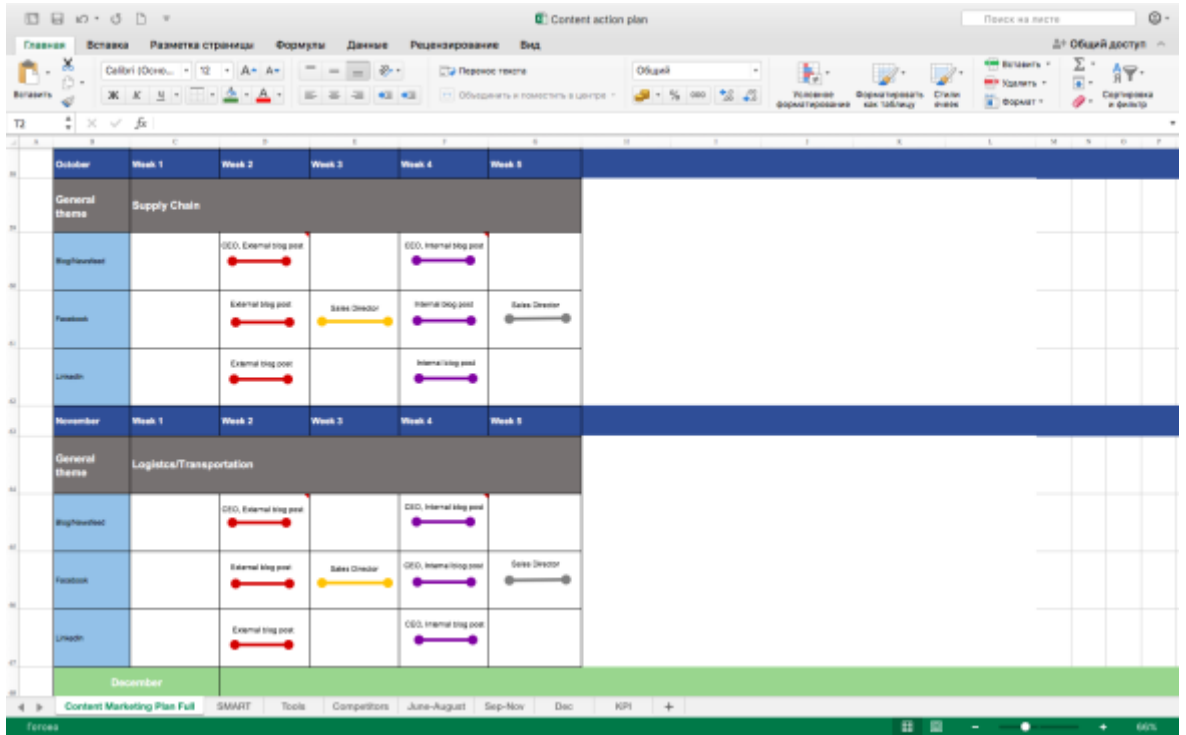 Content action plan
Поиск на листе
Главная Вставка Разметка страницы Формулы Данные Рецензирование Вид
Общий доступ
Вставить
Calibri (Осно... 12
Ж К Ч
Перенос текста
Объединить и поместить в центре
Общий
% 000
Условное форматирование
Форматировать как таблицу
Стили ячеек
Вставить
Удалить
Формат
Сортировка и фильтр
T2 fx
October Week 1 Week 2 Week 3 Week 4 Week 5
General theme Supply Chain
Blog/Newsfeed CEO, External blog post CEO, Internal blog post
Facebook External blog post Sales Director Internal blog post Sales Director
LinkedIn External blog post Internal blog post
November Week 1 Week 2 Week 3 Week 4 Week 5
General theme Logistcs/Transportation
Blog/Newsfeed CEO, External blog post CEO, Internal blog post
Facebook External blog post Sales Director CEO, Internal blog post Sales Director
LinkedIn External blog post CEO, Internal blog post
December
Content Marketing Plan Full SMART Tools Competitors June-August Sep-Nov Dec KPI +
Готово 66%